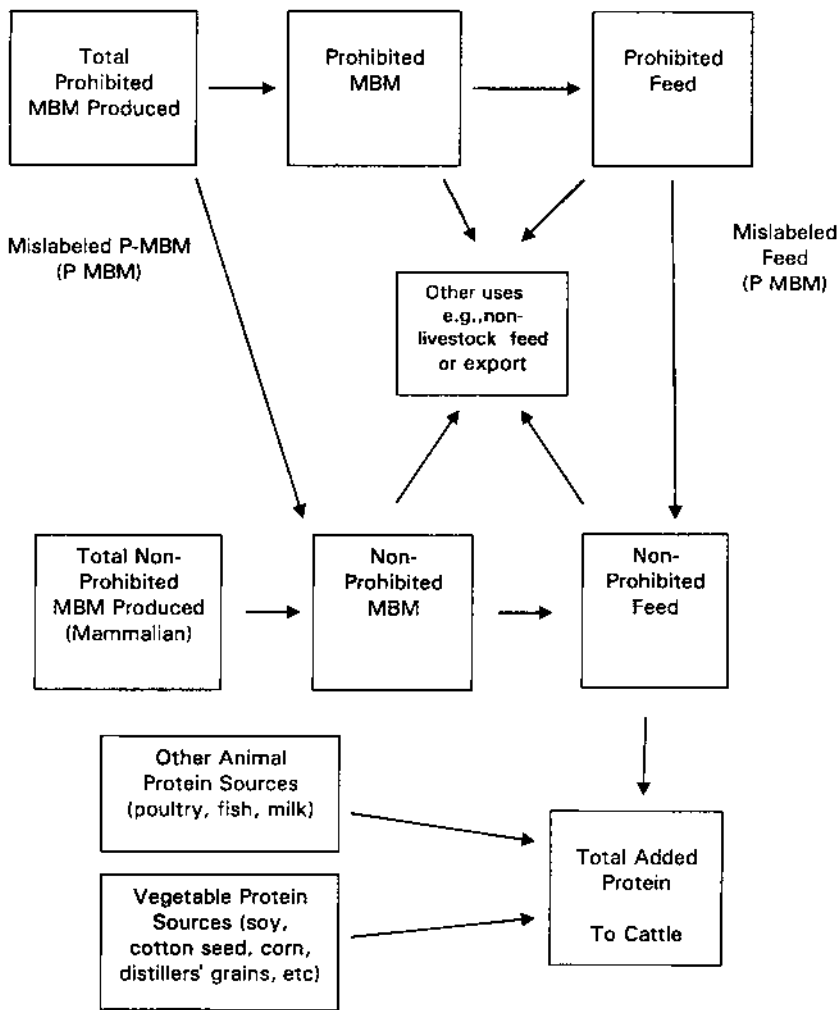 Total
Prohibited
MBM Produced
Prohibited
MBM
Prohibited
Feed
Mislabeled P-MBM
(P MBM)
Mislabeled
Feed
(P MBM)
Other uses
e.g.,non-
livestock feed
or export
Total Non-
Prohibited
MBM Produced
(Mammalian)
Non-
Prohibited
MBM
Non-
Prohibited
Feed
Other Animal
Protein Sources
(poultry, fish, milk)
Vegetable Protein
Sources (soy,
cotton seed, corn,
distillers' grains, etc)
Total Added
Protein
To Cattle